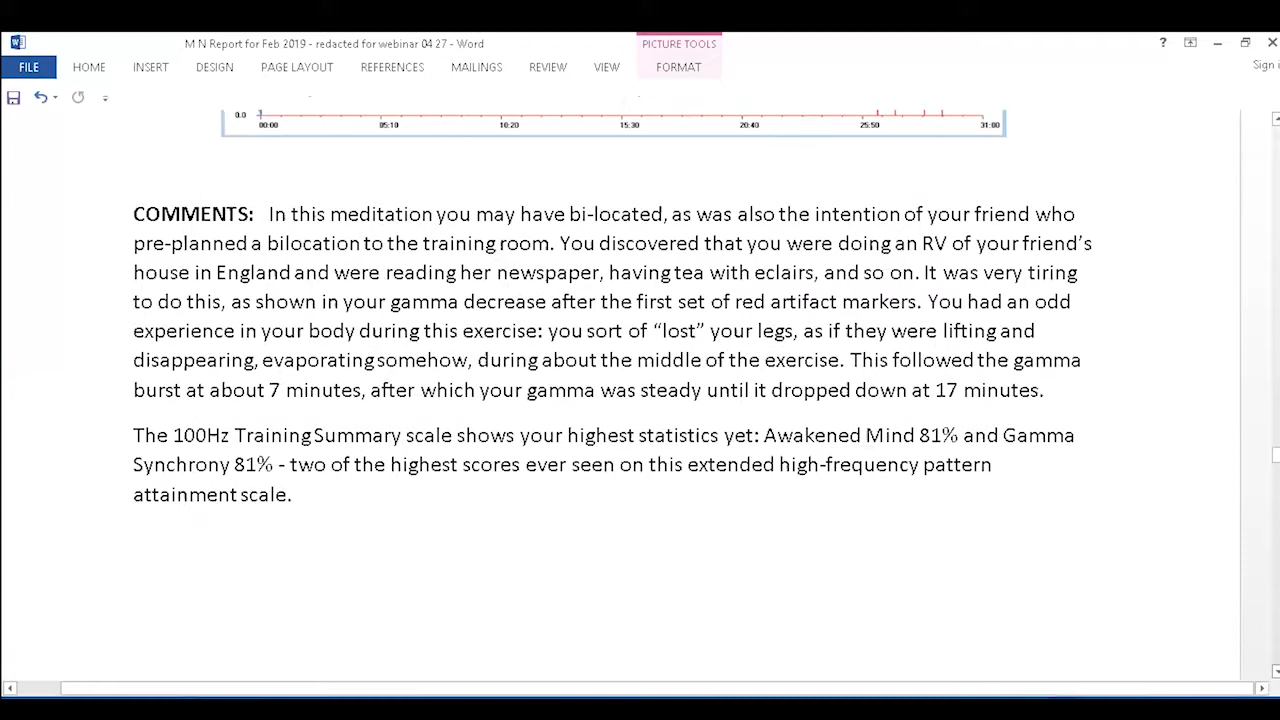 M N Report for Feb 2019 - redacted for webinar 04 27 - Word
PICTURE TOOLS
?
FILE HOME INSERT DESIGN PAGE LAYOUT REFERENCES MAILINGS REVIEW VIEW FORMAT
Sign i
0.0
00:00 05:10 10:20 15:30 20:40 25:50 31:00
COMMENTS: In this meditation you may have bi-located, as was also the intention of your friend who
pre-planned a bilocation to the training room. You discovered that you were doing an RV of your friend's
house in England and were reading her newspaper, having tea with eclairs, and so on. It was very tiring
to do this, as shown in your gamma decrease after the first set of red artifact markers. You had an odd
experience in your body during this exercise: you sort of “lost” your legs, as if they were lifting and
disappearing, evaporating somehow, during about the middle of the exercise. This followed the gamma
burst at about 7 minutes, after which your gamma was steady until it dropped down at 17 minutes.
The 100Hz Training Summary scale shows your highest statistics yet: Awakened Mind 81% and Gamma
Synchrony 81% - two of the highest scores ever seen on this extended high-frequency pattern
attainment scale.